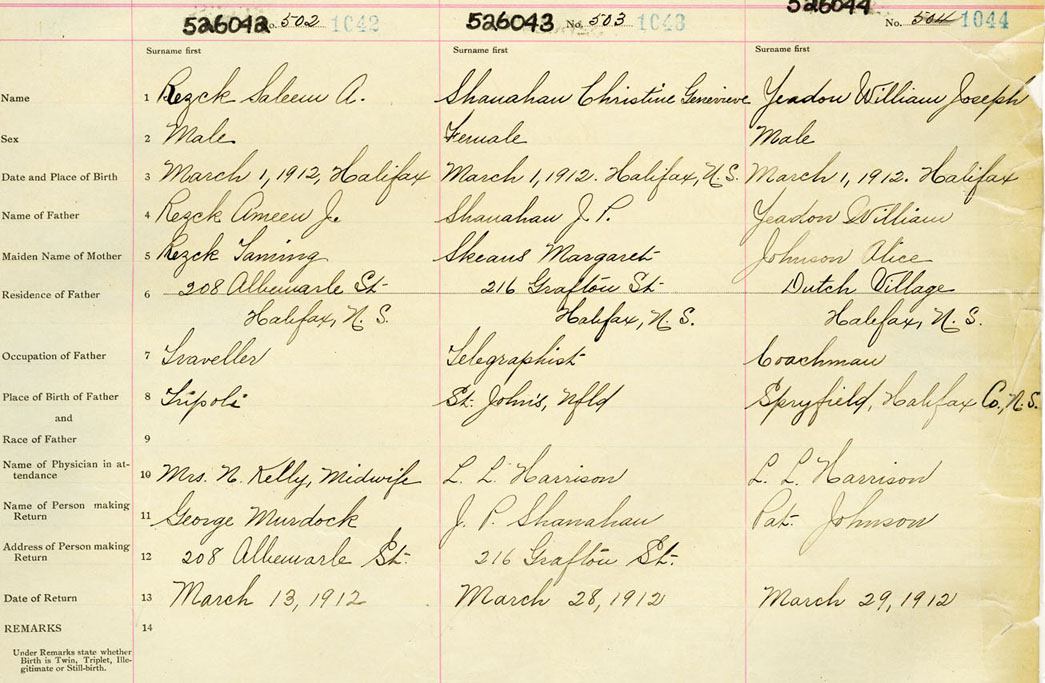 526042 No. 502 1042 526043 No. 503 1043 526044 No. 504 1044
Surname first Surname first Surname first
Name 1 Rezck Saleem A. Shanahan Christine Genevieve Yeadon William Joseph
Sex 2 Male Female Male
Date and Place of Birth 3 March 1, 1912, Halifax March 1, 1912. Halifax, N.S. March 1, 1912. Halifax
Name of Father 4 Rezck Ameen J. Shanahan J. P. Yeadon William
Maiden Name of Mother 5 Rezck Taming Skeans Margaret Johnson Alice
Residence of Father 6 208 Albemarle St. 216 Grafton St. Dutch Village
Halifax, N.S. Halifax, N.S. Halifax, N.S.
Occupation of Father 7 Traveller Telegraphist Coachman
Place of Birth of Father 8 Tripoli St. John's, Nfld Spryfield, Halifax Co., N.S.
and
Race of Father 9
Name of Physician in at-
tendance 10 Mrs. N. Kelly, Midwife L. L. Harrison L. L. Harrison
Name of Person making
Return 11 George Murdock J. P. Shanahan Pat. Johnson
Address of Person making
Return 12 208 Albemarle St. 216 Grafton St.
Date of Return 13 March 13, 1912 March 28, 1912 March 29, 1912
REMARKS 14
Under Remarks state whether
Birth is Twin, Triplet, Ille-
gitimate or Still-birth.